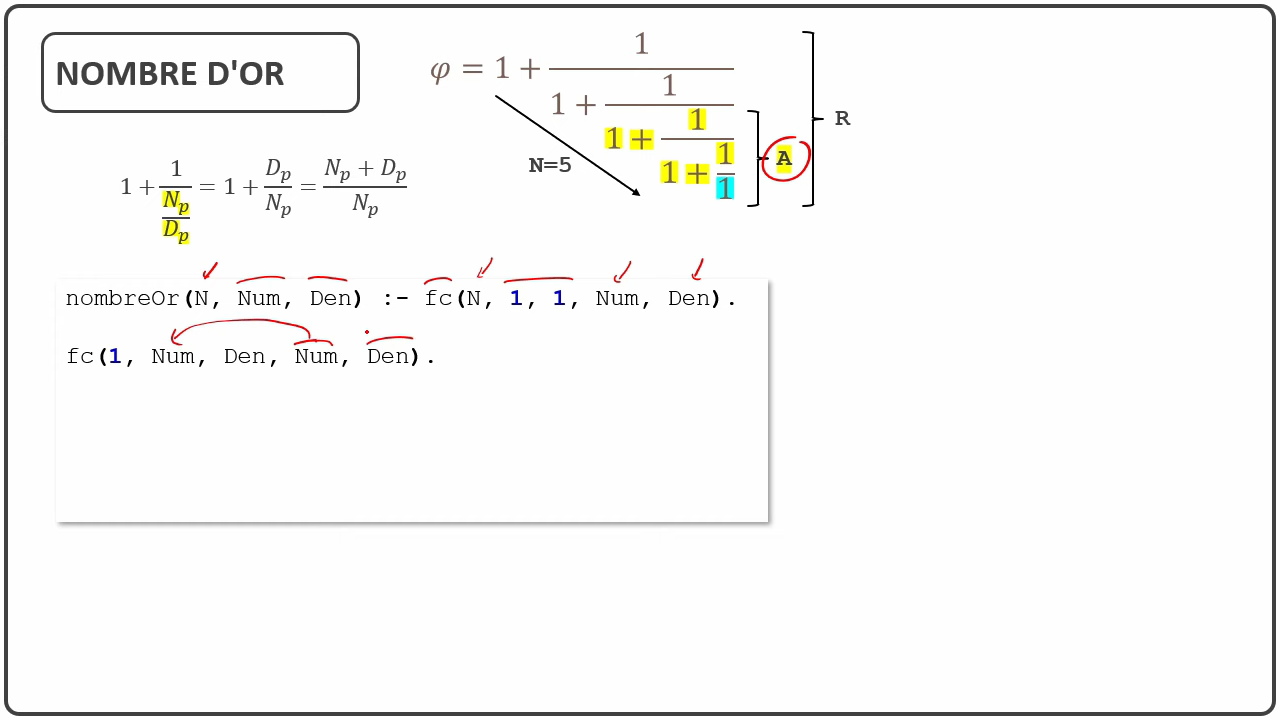 NOMBRE D'OR
φ = 1 + 1
1 + 1
1 + 1
1 + 1
1
N=5
A
R
1 + 1/(Np/Dp) = 1 + Dp/Np = (Np + Dp)/Np
nombreOr(N, Num, Den) :- fc(N, 1, 1, Num, Den).
fc(1, Num, Den, Num, Den).